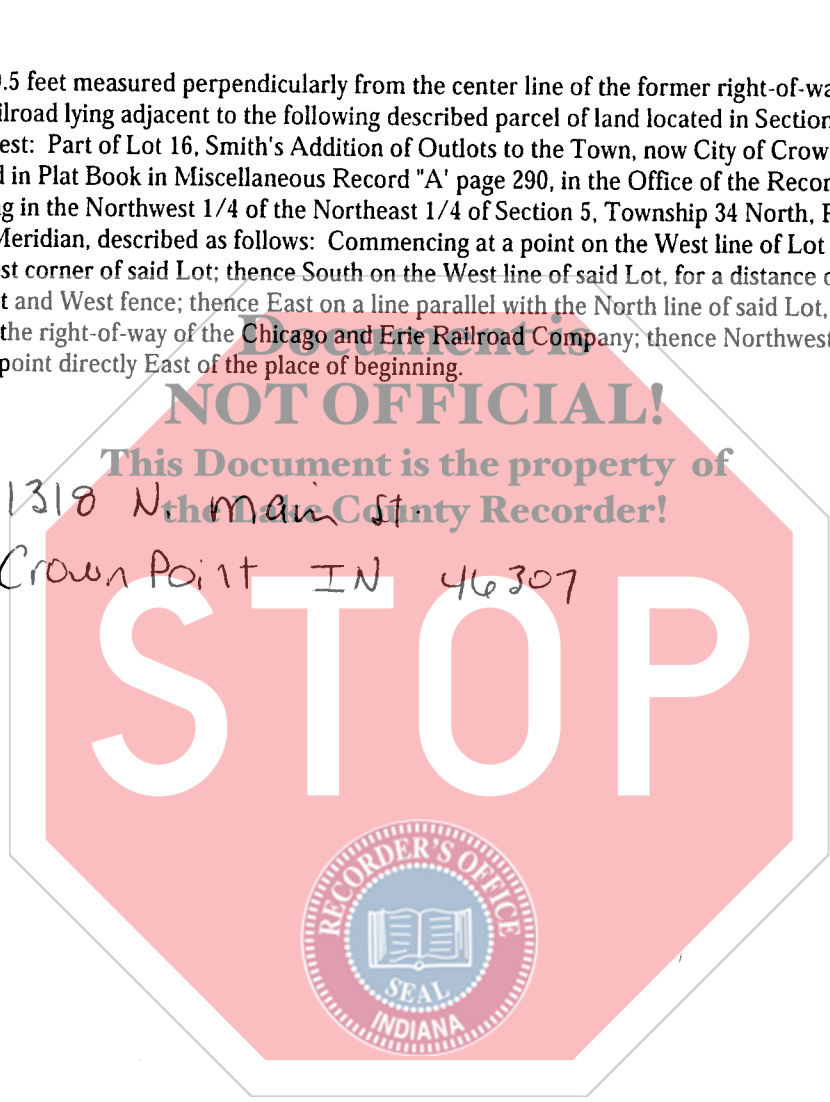 .5 feet measured perpendicularly from the center line of the former right-of-wa
ilroad lying adjacent to the following described parcel of land located in Section
est: Part of Lot 16, Smith's Addition of Outlots to the Town, now City of Crow
d in Plat Book in Miscellaneous Record "A' page 290, in the Office of the Recor
g in the Northwest 1/4 of the Northeast 1/4 of Section 5, Township 34 North, R
Meridian, described as follows: Commencing at a point on the West line of Lot
st corner of said Lot; thence South on the West line of said Lot, for a distance o
t and West fence; thence East on a line parallel with the North line of said Lot,
the right-of-way of the Chicago and Erie Railroad Company; thence Northwest
point directly East of the place of beginning.
Document is
NOT OFFICIAL!
This Document is the property of
the Lake County Recorder!
1318 N. Main St.
Crown Point IN 46307
STOP
RECORDER'S OFFICE
SEAL
INDIANA